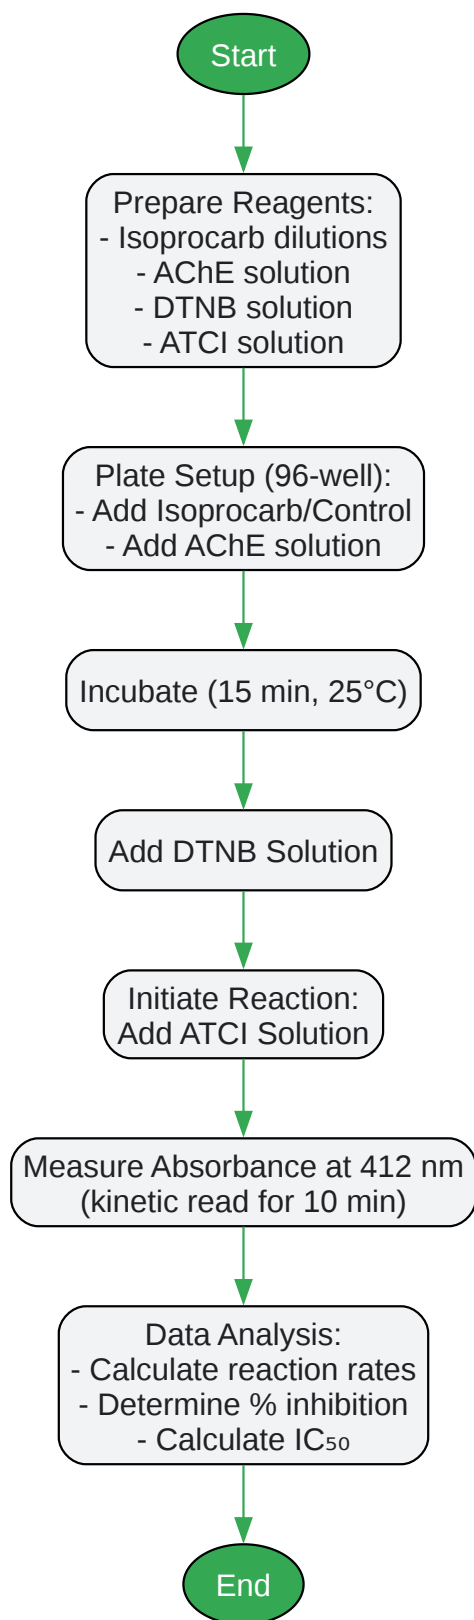 Start
Prepare Reagents:
- Isoprocarb dilutions
- AChE solution
- DTNB solution
- ATCI solution
Plate Setup (96-well):
- Add Isoprocarb/Control
- Add AChE solution
Incubate (15 min, 25°C)
Add DTNB Solution
Initiate Reaction:
Add ATCI Solution
Measure Absorbance at 412 nm
(kinetic read for 10 min)
Data Analysis:
- Calculate reaction rates
- Determine % inhibition
- Calculate IC₅₀
End